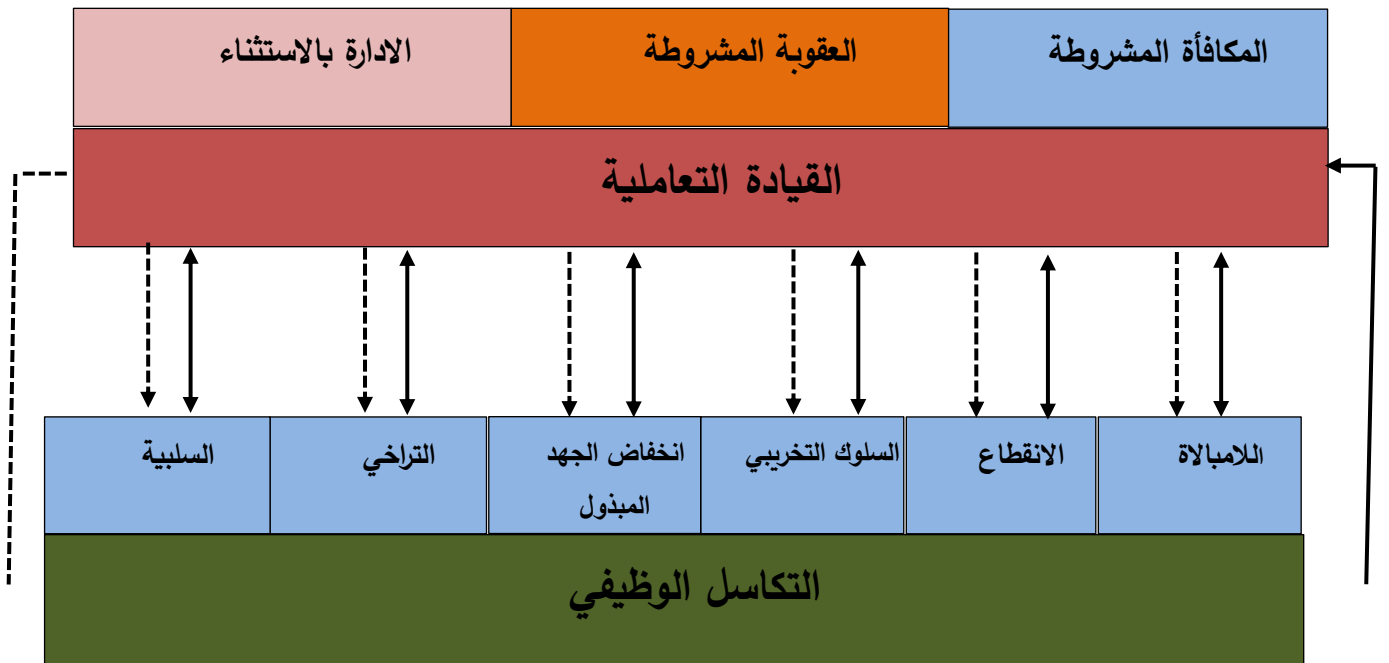 المكافأة المشروطة
العقوبة المشروطة
الادارة بالاستثناء
القيادة التعاملية
اللامبالاة
الانقطاع
السلوك التخريبي
انخفاض الجهد
المبذول
التراخي
السلبية
التكاسل الوظيفي